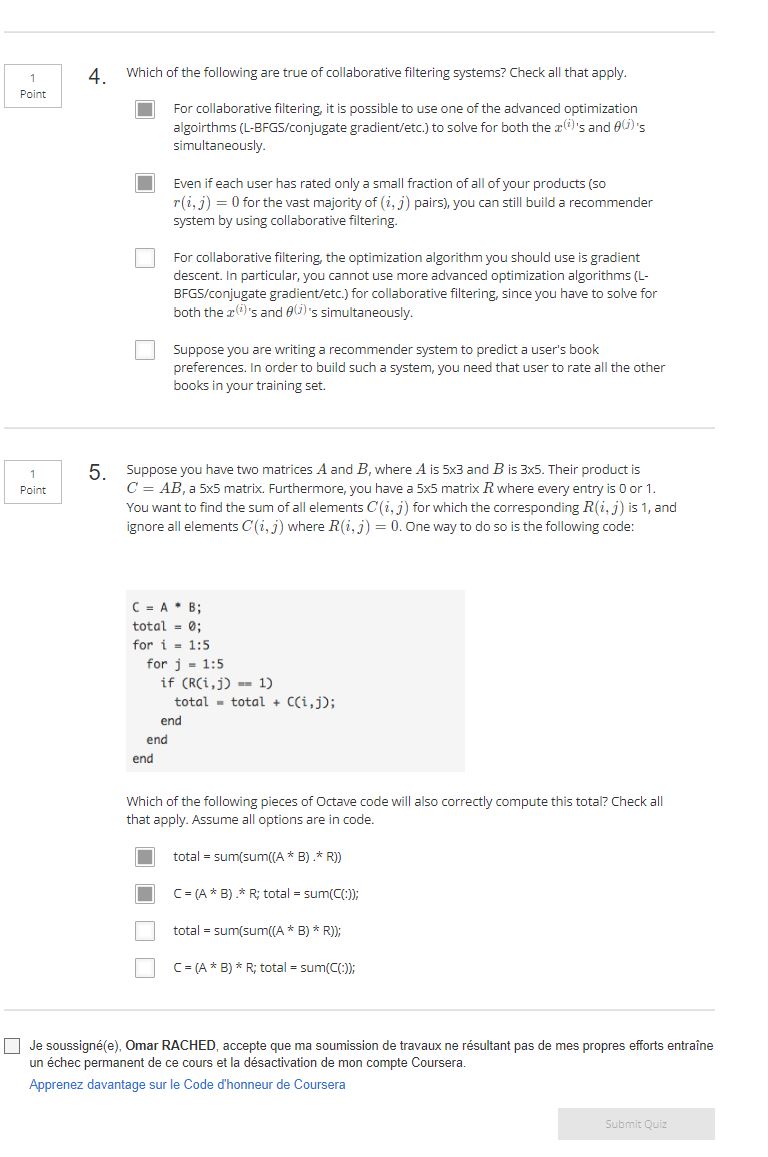 1
Point
4. Which of the following are true of collaborative filtering systems? Check all that apply.
For collaborative filtering, it is possible to use one of the advanced optimization
algoirthms (L-BFGS/conjugate gradient/etc.) to solve for both the x⁽ⁱ⁾'s and θ⁽ʲ⁾'s
simultaneously.
Even if each user has rated only a small fraction of all of your products (so
r(i, j) = 0 for the vast majority of (i, j) pairs), you can still build a recommender
system by using collaborative filtering.
For collaborative filtering, the optimization algorithm you should use is gradient
descent. In particular, you cannot use more advanced optimization algorithms (L-
BFGS/conjugate gradient/etc.) for collaborative filtering, since you have to solve for
both the x⁽ⁱ⁾'s and θ⁽ʲ⁾'s simultaneously.
Suppose you are writing a recommender system to predict a user's book
preferences. In order to build such a system, you need that user to rate all the other
books in your training set.
1
Point
5. Suppose you have two matrices A and B, where A is 5x3 and B is 3x5. Their product is
C = AB, a 5x5 matrix. Furthermore, you have a 5x5 matrix R where every entry is 0 or 1.
You want to find the sum of all elements C(i, j) for which the corresponding R(i, j) is 1, and
ignore all elements C(i, j) where R(i, j) = 0. One way to do so is the following code:
C = A * B;
total = 0;
for i = 1:5
for j = 1:5
if (R(i,j) == 1)
total = total + C(i,j);
end
end
end
Which of the following pieces of Octave code will also correctly compute this total? Check all
that apply. Assume all options are in code.
total = sum(sum((A * B) .* R))
C = (A * B) .* R; total = sum(C(:));
total = sum(sum((A * B) * R));
C = (A * B) * R; total = sum(C(:));
Je soussigné(e), Omar RACHED, accepte que ma soumission de travaux ne résultant pas de mes propres efforts entraîne
un échec permanent de ce cours et la désactivation de mon compte Coursera.
Apprenez davantage sur le Code d'honneur de Coursera
Submit Quiz